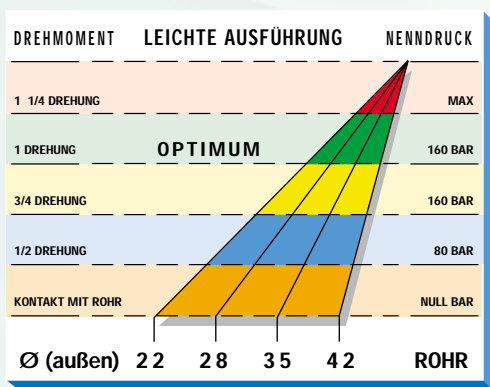 DREHMOMENT LEICHTE AUSFÜHRUNG NENNDRUCK
1 1/4 DREHUNG MAX
1 DREHUNG OPTIMUM 160 BAR
3/4 DREHUNG 160 BAR
1/2 DREHUNG 80 BAR
KONTAKT MIT ROHR NULL BAR
Ø (außen) 22 28 35 42 ROHR